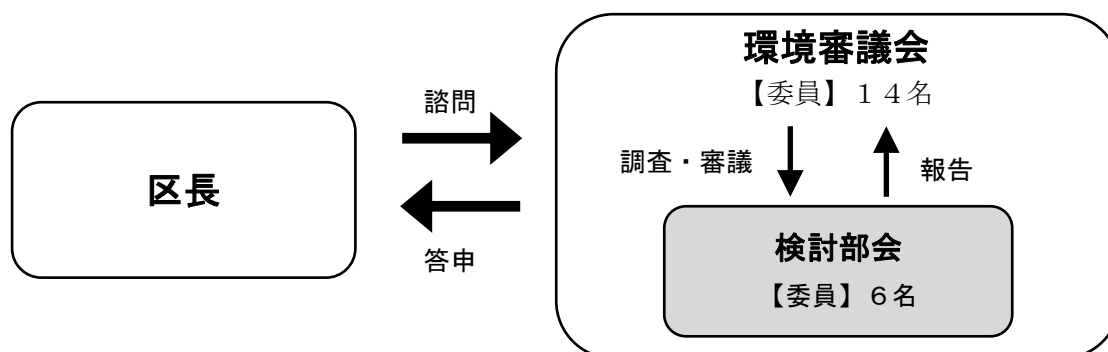 環境審議会
【委員】１４名
諮問
区長
答申
調査・審議
報告
検討部会
【委員】６名